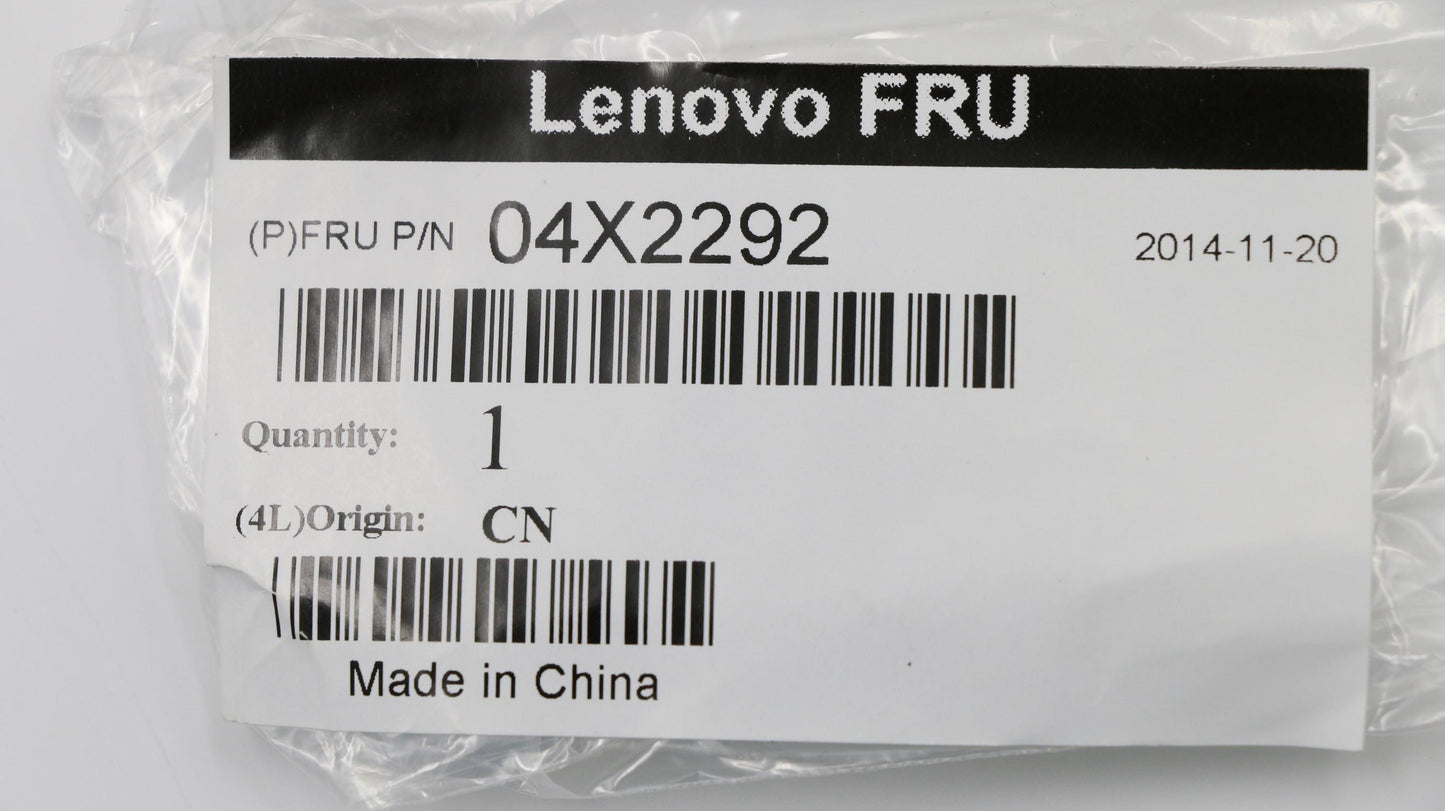 Lenovo FRU
(P)FRU P/N 04X2292 2014-11-20
Quantity: 1
(4L)Origin: CN
Made in China